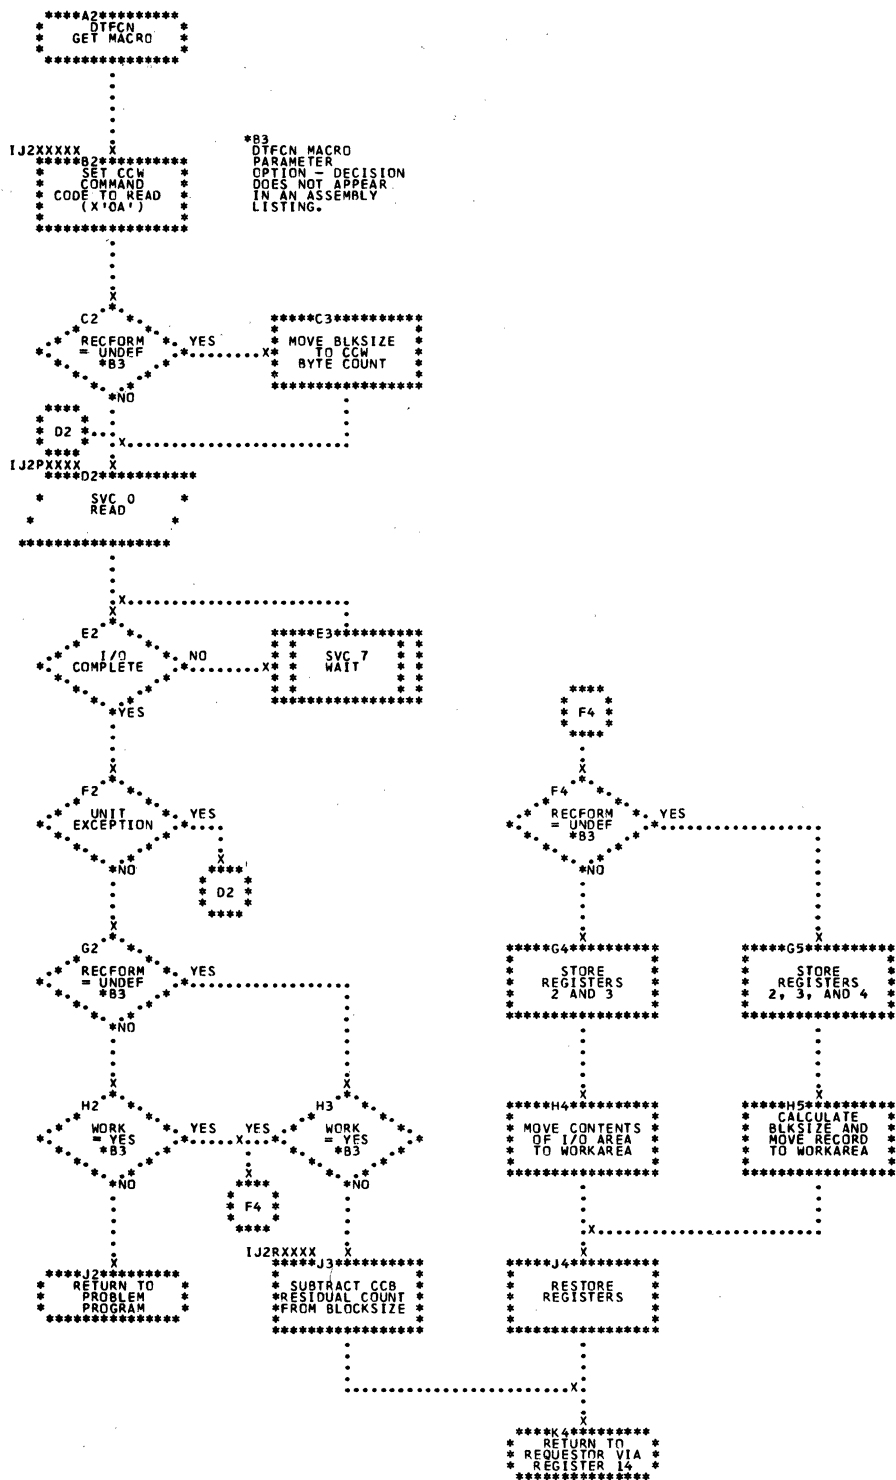 A2
DTFCN
GET MACRO
IJ2XXXXX
B2
SET CCW
COMMAND
CODE TO READ
(X'0A')
*B3
DTFCN MACRO
PARAMETER
OPTION - DECISION
DOES NOT APPEAR
IN AN ASSEMBLY
LISTING.
C2
RECFORM
= UNDEF
*B3
YES
NO
C3
MOVE BLKSIZE
TO CCW
BYTE COUNT
D2
IJ2PXXXX
D2
SVC 0
READ
E2
I/O
COMPLETE
NO
YES
E3
SVC 7
WAIT
F2
UNIT
EXCEPTION
YES
NO
D2
F4
F4
RECFORM
= UNDEF
*B3
YES
NO
G2
RECFORM
= UNDEF
*B3
YES
NO
G4
STORE
REGISTERS
2 AND 3
G5
STORE
REGISTERS
2, 3, AND 4
H2
WORK
= YES
*B3
YES
NO
H3
WORK
= YES
*B3
YES
NO
F4
H4
MOVE CONTENTS
OF I/O AREA
TO WORKAREA
H5
CALCULATE
BLKSIZE AND
MOVE RECORD
TO WORKAREA
J2
RETURN TO
PROBLEM
PROGRAM
IJ2RXXXX
J3
SUBTRACT CCB
RESIDUAL COUNT
FROM BLOCKSIZE
J4
RESTORE
REGISTERS
K4
RETURN TO
REQUESTOR VIA
REGISTER 14